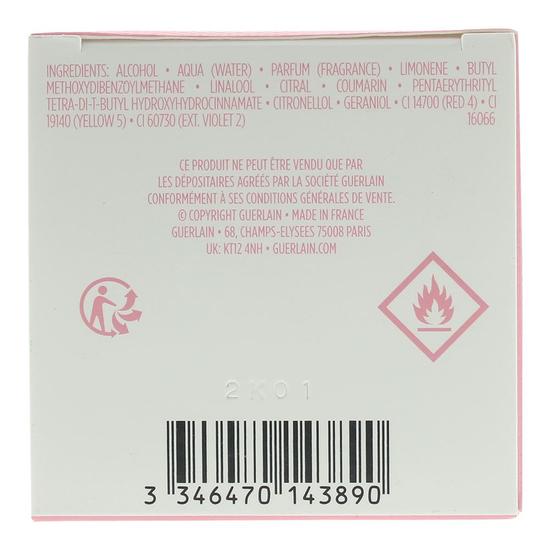 INGREDIENTS: ALCOHOL • AQUA (WATER) • PARFUM (FRAGRANCE) • LIMONENE • BUTYL
METHOXYDIBENZOYLMETHANE • LINALOOL • CITRAL • COUMARIN • PENTAERYTHRITYL
TETRA-DI-T-BUTYL HYDROXYHYDROCINNAMATE • CITRONELLOL • GERANIOL • CI 14700 (RED 4) • CI
19140 (YELLOW 5) • CI 60730 (EXT. VIOLET 2) 16066
CE PRODUIT NE PEUT ÊTRE VENDU QUE PAR
LES DÉPOSITAIRES AGRÉÉS PAR LA SOCIÉTÉ GUERLAIN
CONFORMÉMENT À SES CONDITIONS GÉNÉRALES DE VENTE.
© COPYRIGHT GUERLAIN • MADE IN FRANCE
GUERLAIN • 68, CHAMPS-ELYSEES 75008 PARIS
UK: KT12 4NH • GUERLAIN.COM
2K01
3 346470 143890